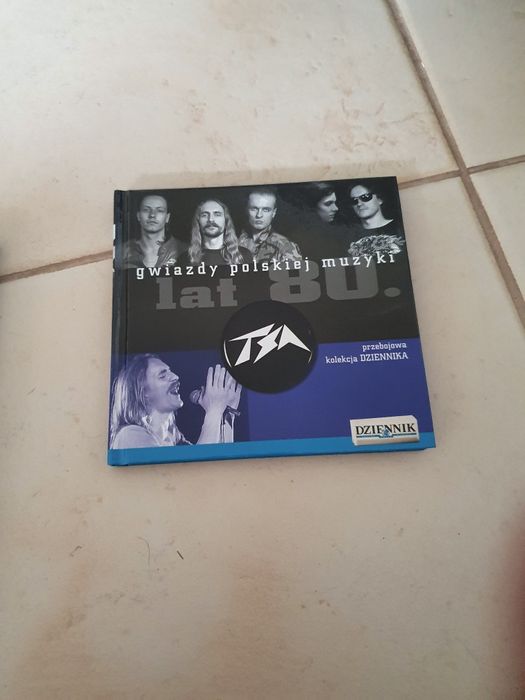 gwiazdy polskiej muzyki
lat 80.
TSA
przebojowa
kolekcja DZIENNIKA
DZIENNIK